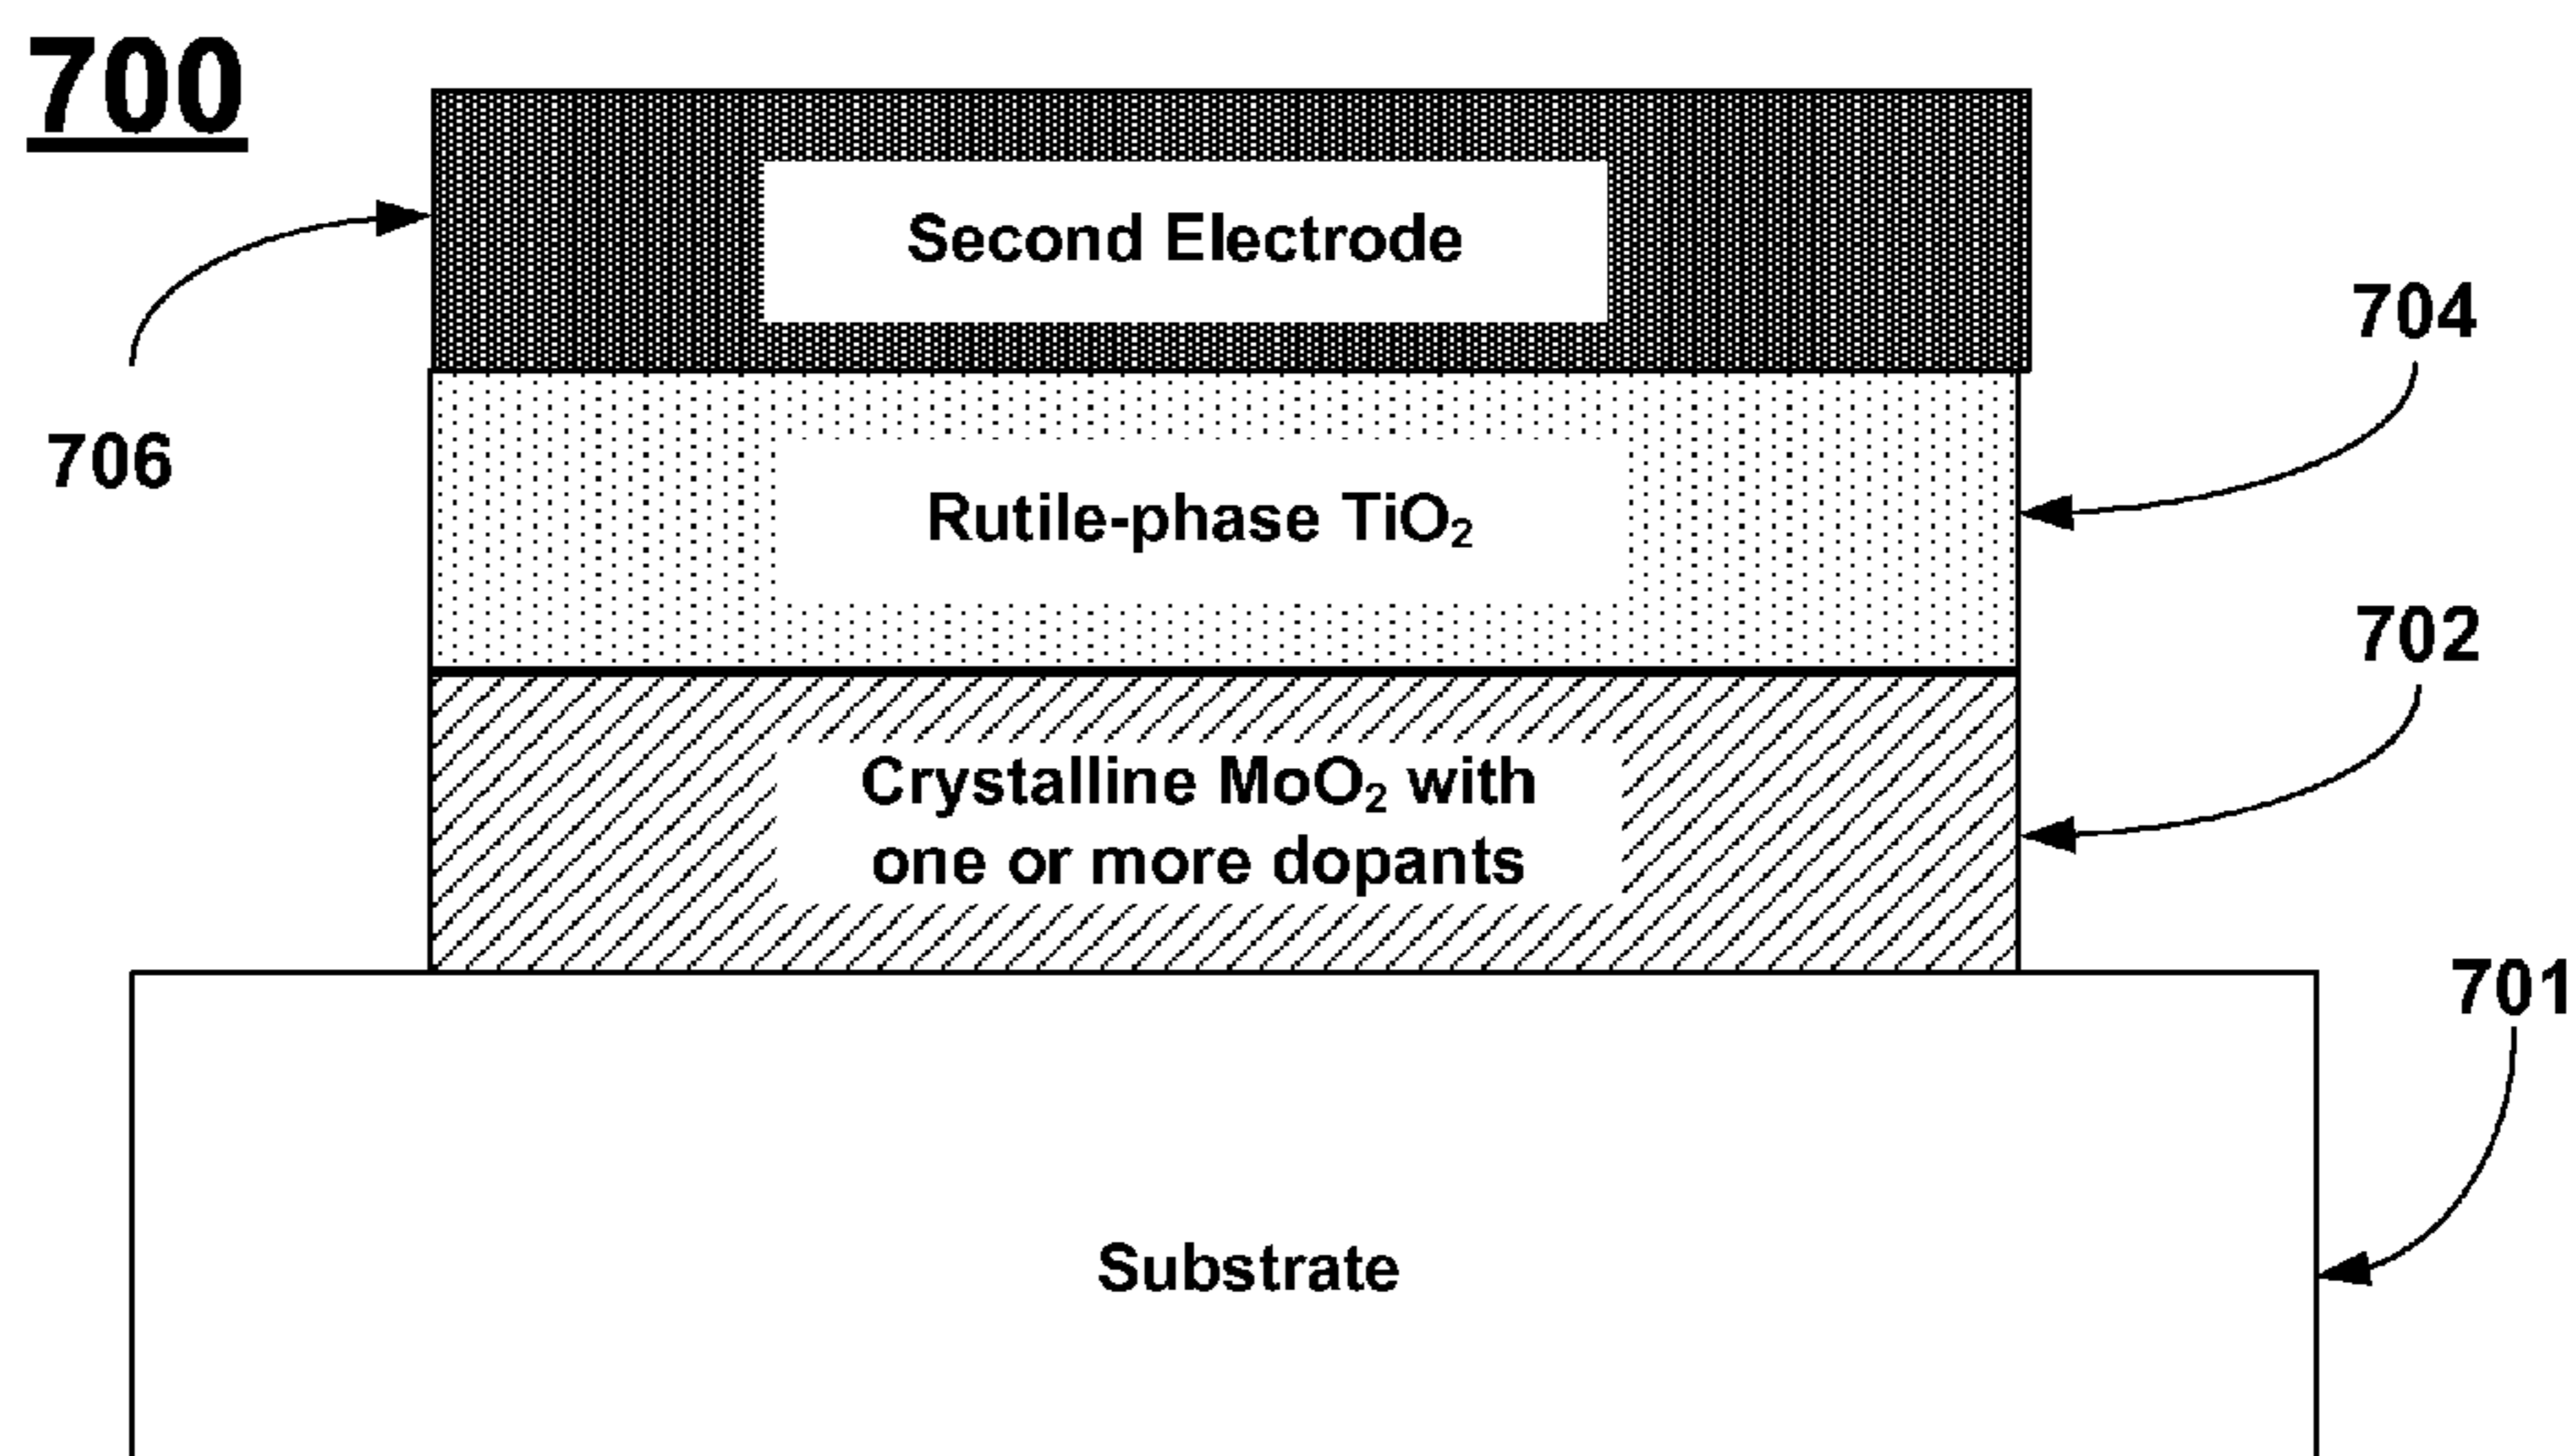 700
Second Electrode
704
706
Rutile-phase TiO₂
702
Crystalline MoO₂ with
one or more dopants
701
Substrate